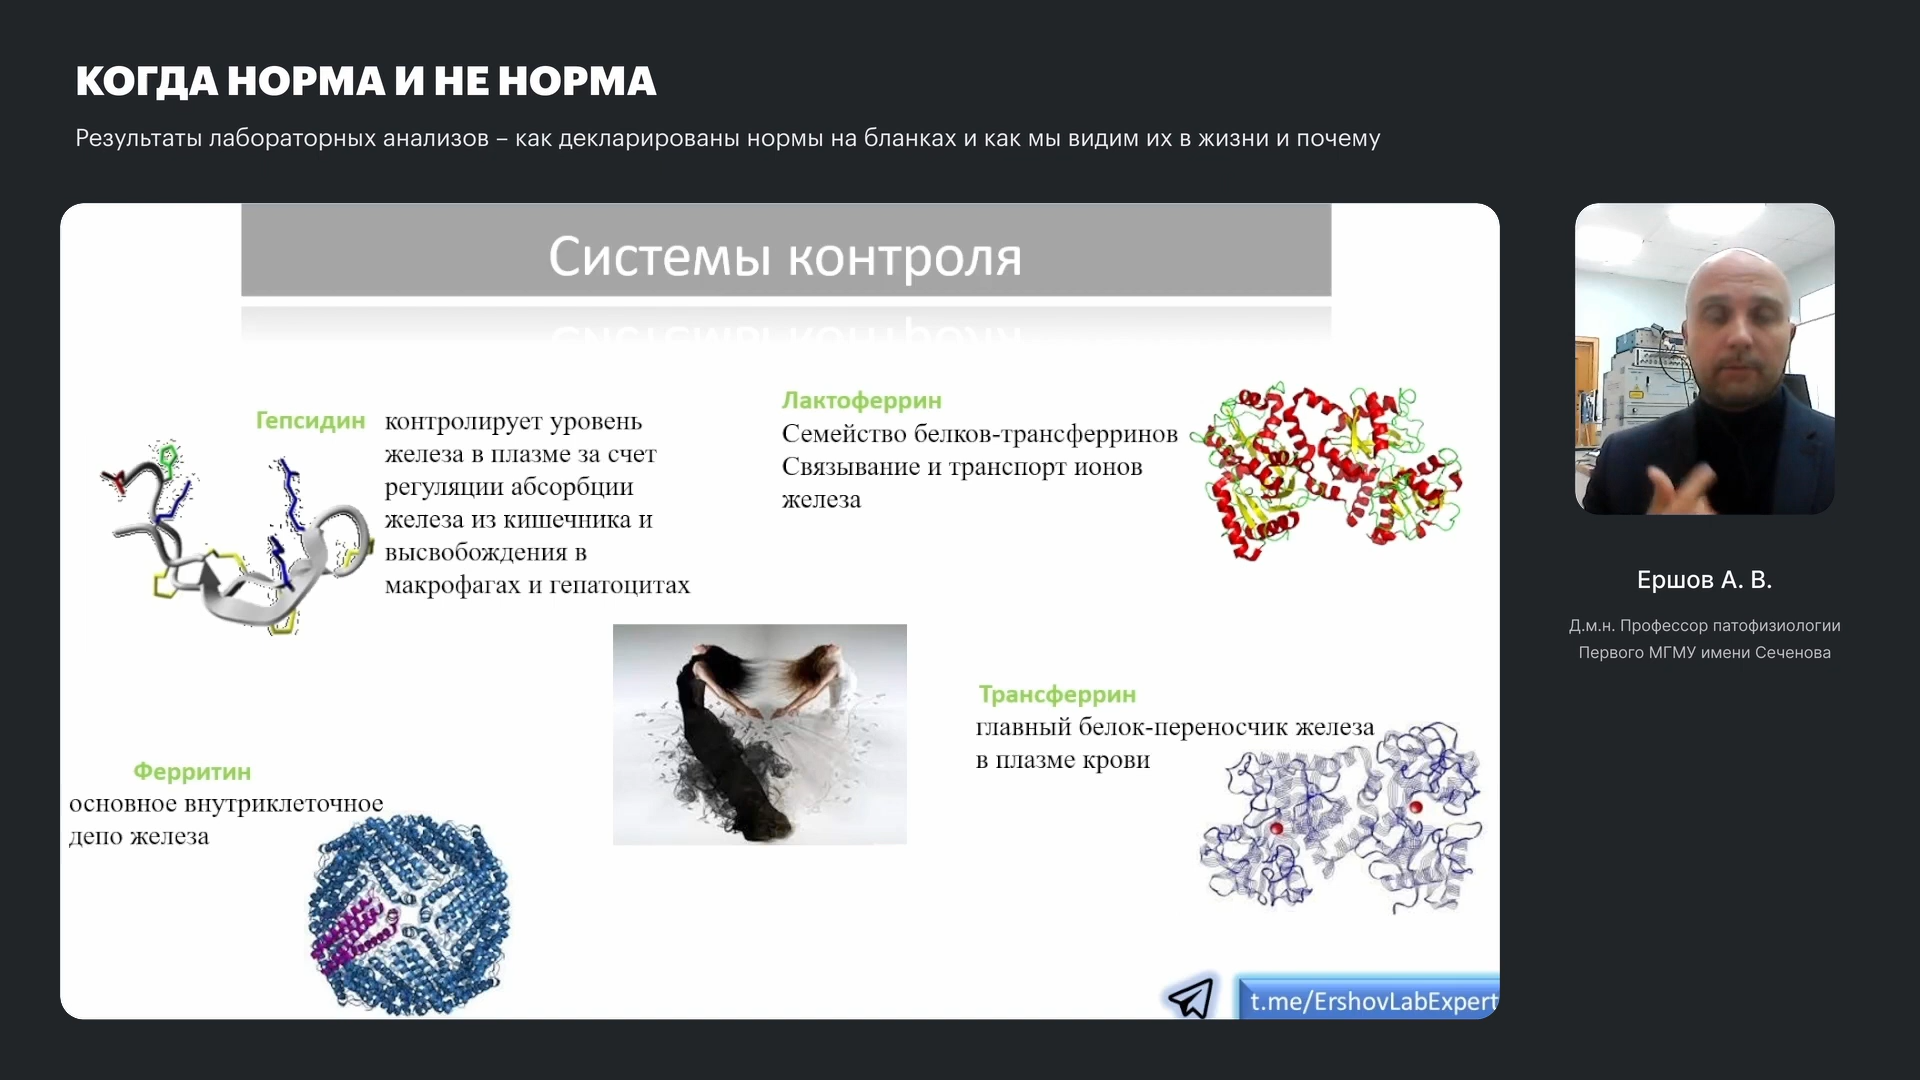 КОГДА НОРМА И НЕ НОРМА
Результаты лабораторных анализов – как декларированы нормы на бланках и как мы видим их в жизни и почему
Системы контроля
Гепсидин
контролирует уровень
железа в плазме за счет
регуляции абсорбции
железа из кишечника и
высвобождения в
макрофагах и гепатоцитах
Лактоферрин
Семейство белков-трансферринов
Связывание и транспорт ионов
железа
Ферритин
основное внутриклеточное
депо железа
Трансферрин
главный белок-переносчик железа
в плазме крови
t.me/ErshovLabExpert
Ершов А. В.
Д.м.н. Профессор патофизиологии
Первого МГМУ имени Сеченова